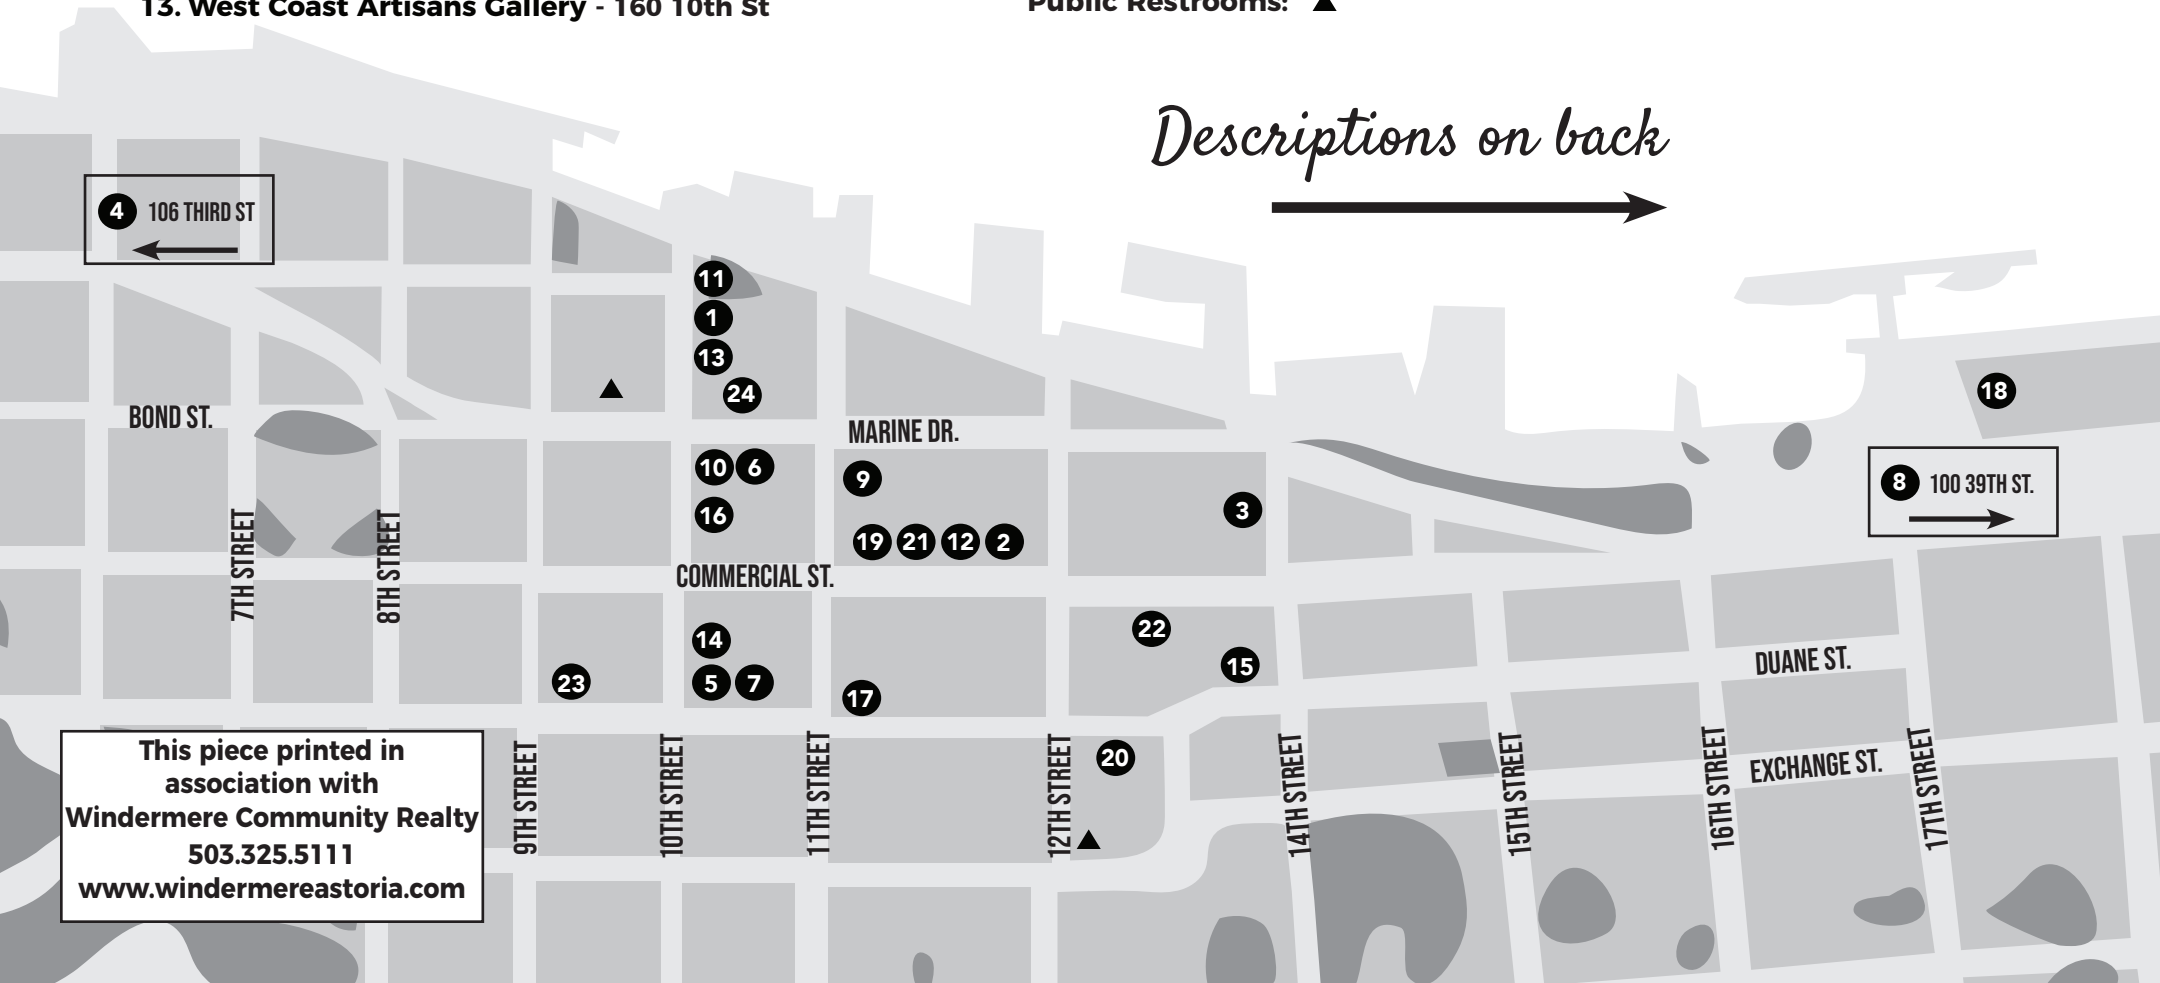 13. West Coast Artisans Gallery - 160 10th St
Public Restrooms:
Descriptions on back
4 106 THIRD ST
11
1
13
24
18
BOND ST.
MARINE DR.
10 6
9
8 100 39TH ST.
16
3
19 21 12 2
7TH STREET
8TH STREET
COMMERCIAL ST.
14
22
15
DUANE ST.
23
5 7
17
This piece printed in
association with
Windermere Community Realty
503.325.5111
www.windermereastoria.com
9TH STREET
10TH STREET
11TH STREET
12TH STREET
20
14TH STREET
15TH STREET
16TH STREET
EXCHANGE ST.
17TH STREET